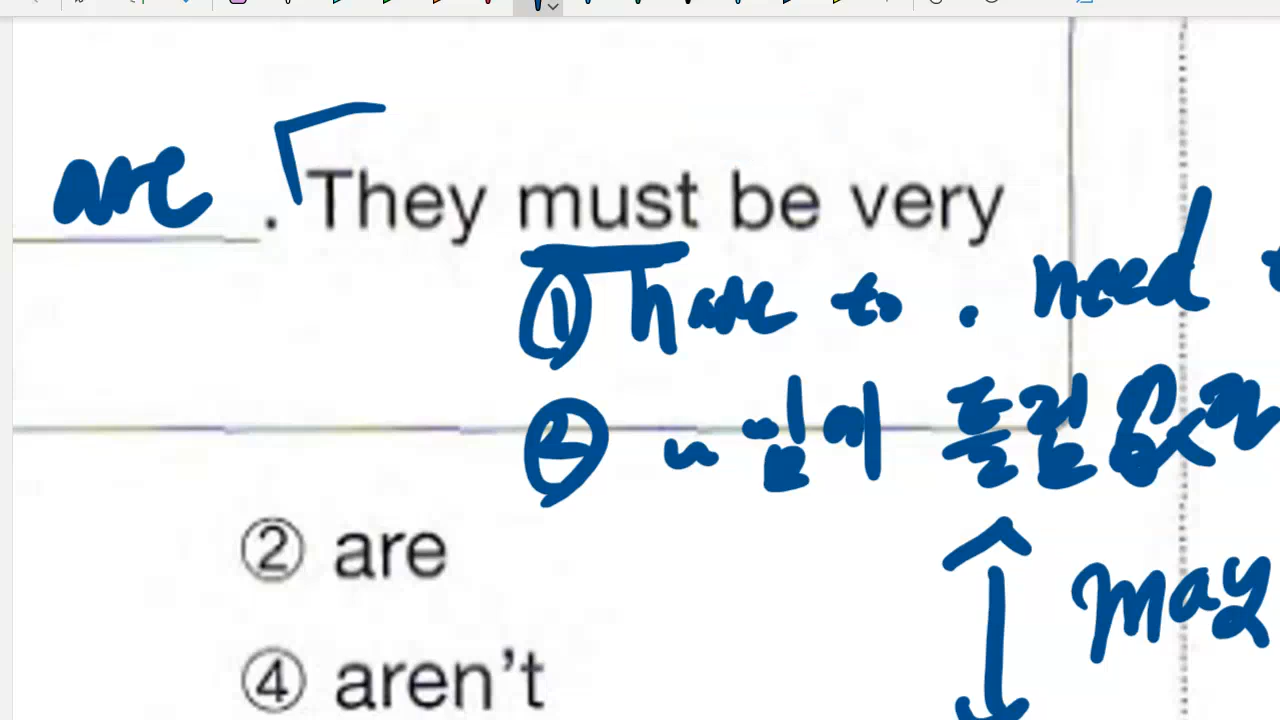 are . They must be very
① have to . need
② ~임에 틀림없다
② are
may
④ aren't